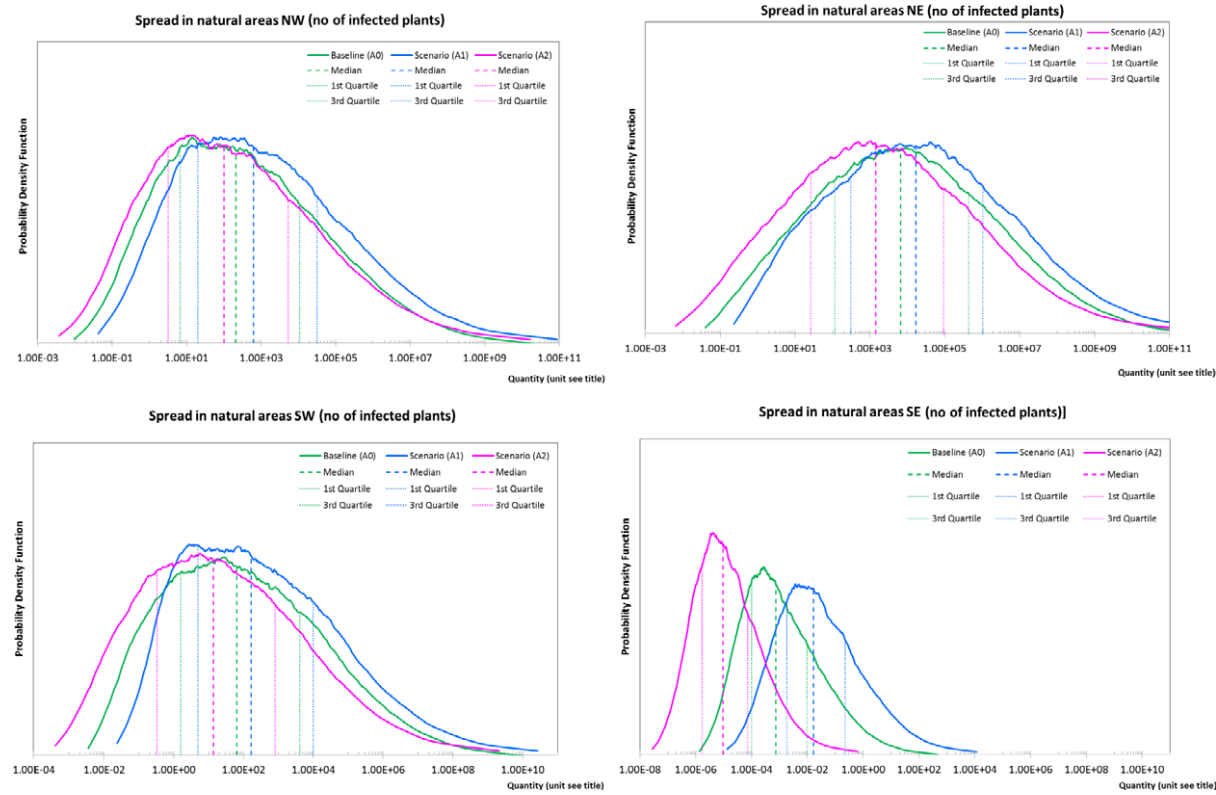 Spread in natural areas NW (no of infected plants)
Baseline (A0) Scenario (A1) Scenario (A2)
Median Median Median
1st Quartile 1st Quartile 1st Quartile
3rd Quartile 3rd Quartile 3rd Quartile
Probability Density Function
1.00E-03 1.00E-01 1.00E+01 1.00E+03 1.00E+05 1.00E+07 1.00E+09 1.00E+11
Quantity (unit see title)
Spread in natural areas NE (no of infected plants)
Baseline (A0) Scenario (A1) Scenario (A2)
Median Median Median
1st Quartile 1st Quartile 1st Quartile
3rd Quartile 3rd Quartile 3rd Quartile
Probability Density Function
1.00E-03 1.00E-01 1.00E+01 1.00E+03 1.00E+05 1.00E+07 1.00E+09 1.00E+11
Quantity (unit see title)
Spread in natural areas SW (no of infected plants)
Baseline (A0) Scenario (A1) Scenario (A2)
Median Median Median
1st Quartile 1st Quartile 1st Quartile
3rd Quartile 3rd Quartile 3rd Quartile
Probability Density Function
1.00E-04 1.00E-02 1.00E+00 1.00E+02 1.00E+04 1.00E+06 1.00E+08 1.00E+10
Quantity (unit see title)
Spread in natural areas SE (no of infected plants)]
Baseline (A0) Scenario (A1) Scenario (A2)
Median Median Median
1st Quartile 1st Quartile 1st Quartile
3rd Quartile 3rd Quartile 3rd Quartile
Probability Density Function
1.00E-08 1.00E-06 1.00E-04 1.00E-02 1.00E+00 1.00E+02 1.00E+04 1.00E+06 1.00E+08 1.00E+10
Quantity (unit see title)